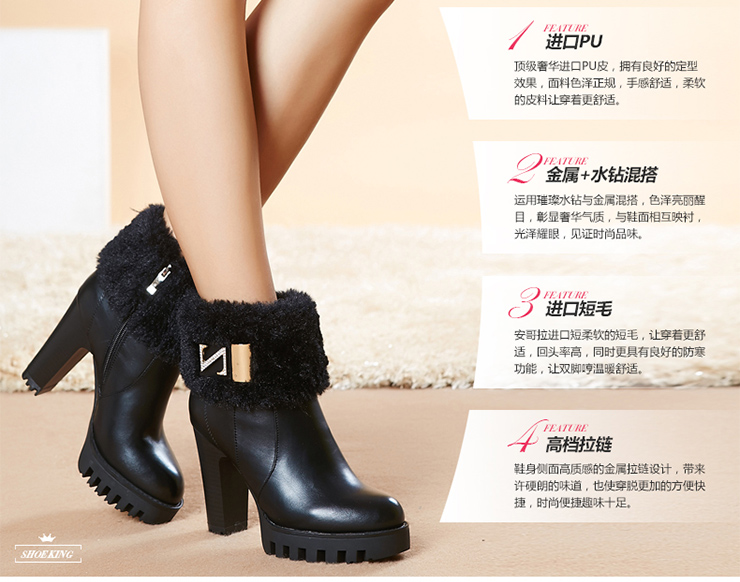 1 FEATURE
进口PU
顶级奢华进口PU皮，拥有良好的定型
效果，面料色泽正规，手感舒适，柔软
的皮料让穿着更舒适。
2 FEATURE
金属+水钻混搭
运用璀璨水钻与金属混搭，色泽亮丽醒
目，彰显奢华气质，与鞋面相互映衬，
光泽耀眼，见证时尚品味。
3 FEATURE
进口短毛
安哥拉进口短柔软的短毛，让穿着更舒
适，回头率高，同时更具有良好的防寒
功能，让双脚哼温暖舒适。
4 FEATURE
高档拉链
鞋身侧面高质感的金属拉链设计，带来
许硬朗的味道，也使穿脱更加的方便快
捷，时尚便捷趣味十足。
SHOEKING